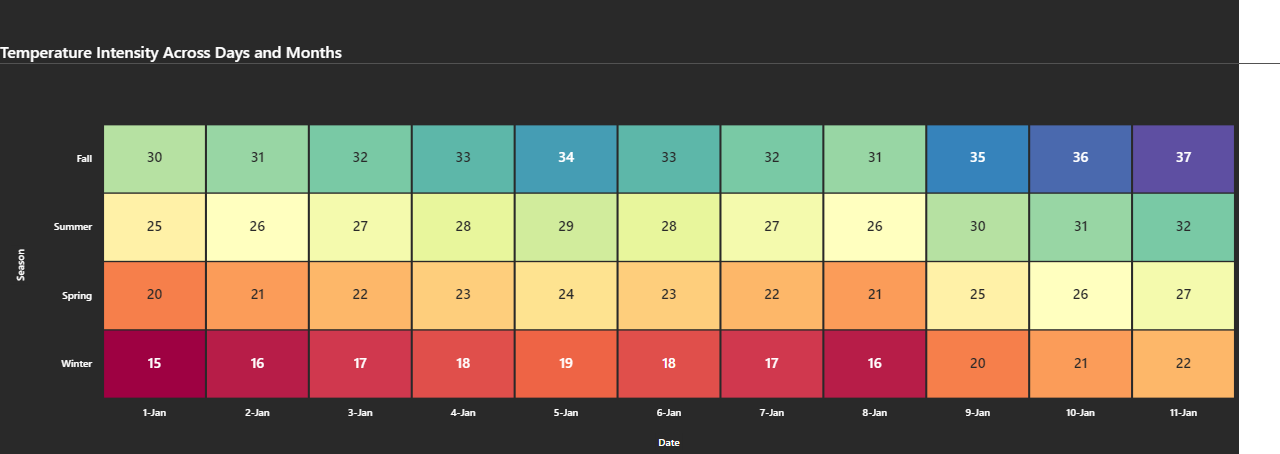 Temperature Intensity Across Days and Months
Season
Fall 30 31 32 33 34 33 32 31 35 36 37
Summer 25 26 27 28 29 28 27 26 30 31 32
Spring 20 21 22 23 24 23 22 21 25 26 27
Winter 15 16 17 18 19 18 17 16 20 21 22
1-Jan 2-Jan 3-Jan 4-Jan 5-Jan 6-Jan 7-Jan 8-Jan 9-Jan 10-Jan 11-Jan
Date